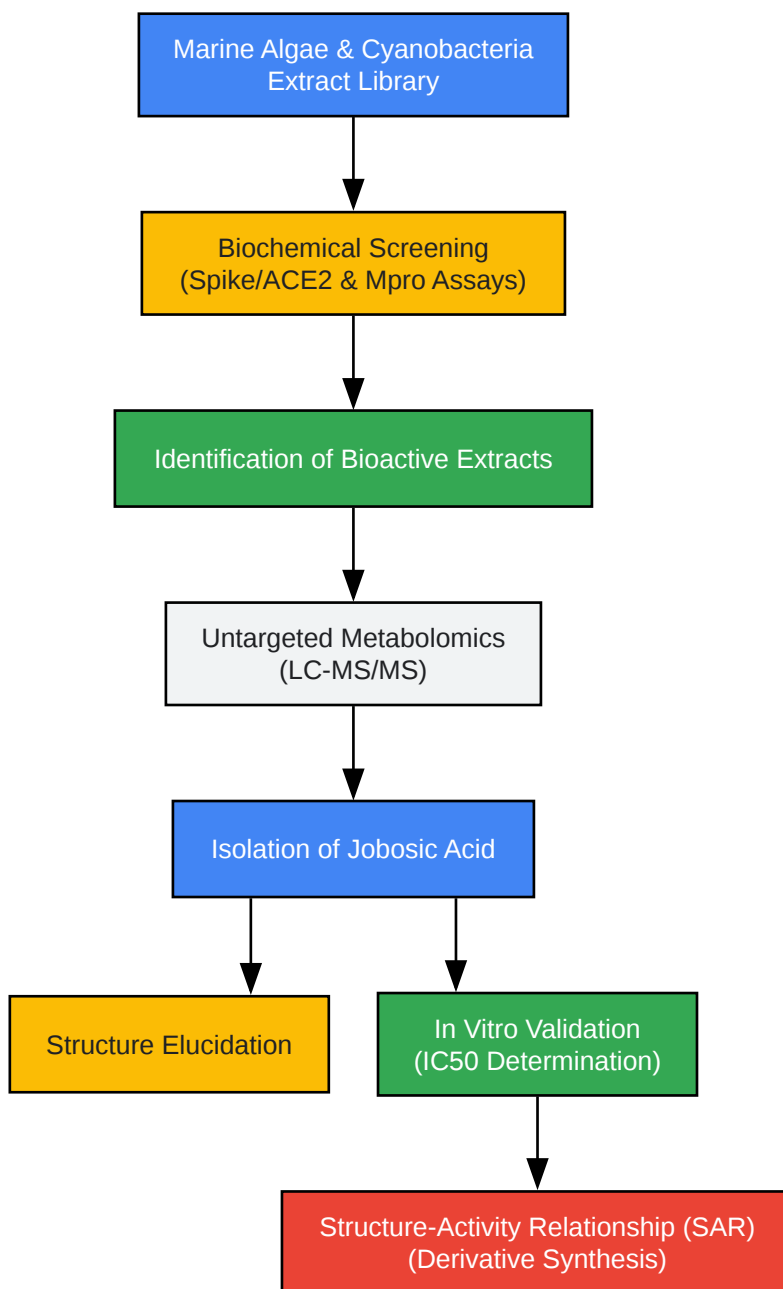 Marine Algae & Cyanobacteria
Extract Library
Biochemical Screening
(Spike/ACE2 & Mpro Assays)
Identification of Bioactive Extracts
Untargeted Metabolomics
(LC-MS/MS)
Isolation of Jobosic Acid
Structure Elucidation
In Vitro Validation
(IC50 Determination)
Structure-Activity Relationship (SAR)
(Derivative Synthesis)